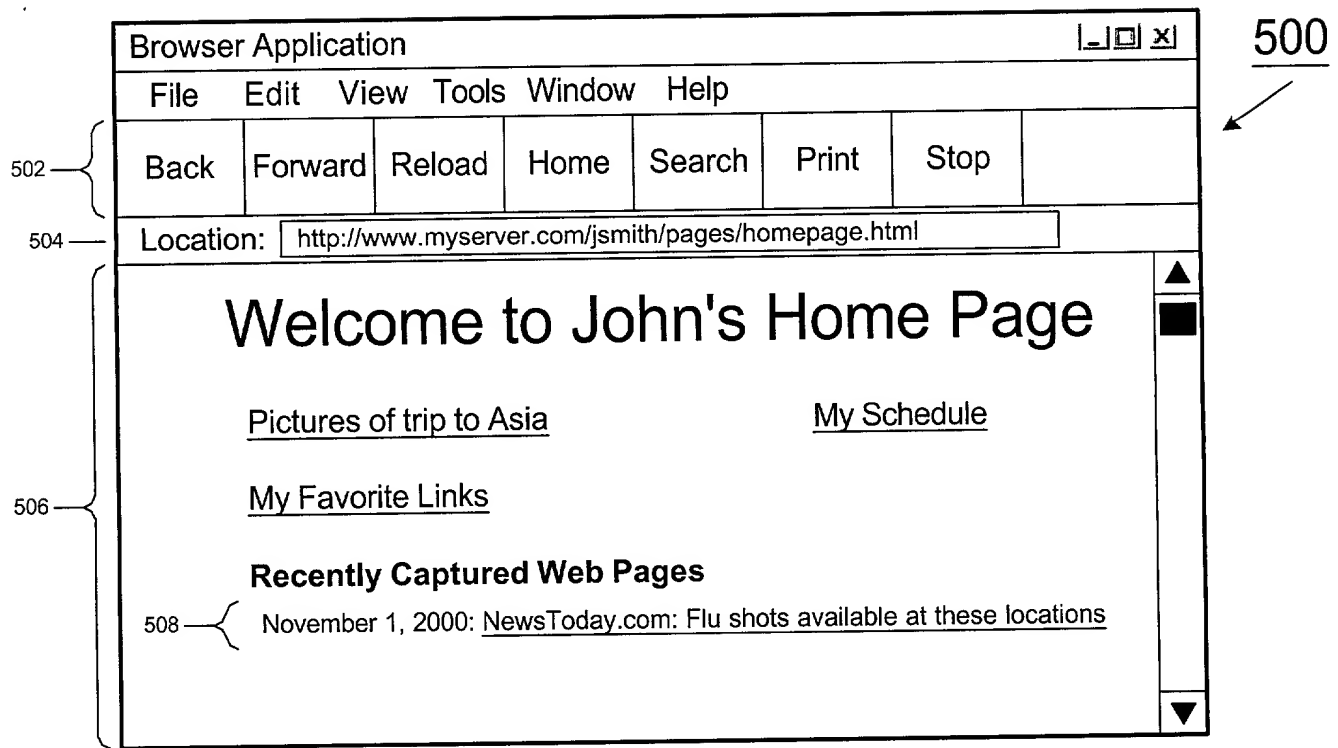 Browser Application
500
File Edit View Tools Window Help
502
Back Forward Reload Home Search Print Stop
504
Location: http://www.myserver.com/jsmith/pages/homepage.html
Welcome to John's Home Page
Pictures of trip to Asia My Schedule
506
My Favorite Links
Recently Captured Web Pages
508
November 1, 2000: NewsToday.com: Flu shots available at these locations